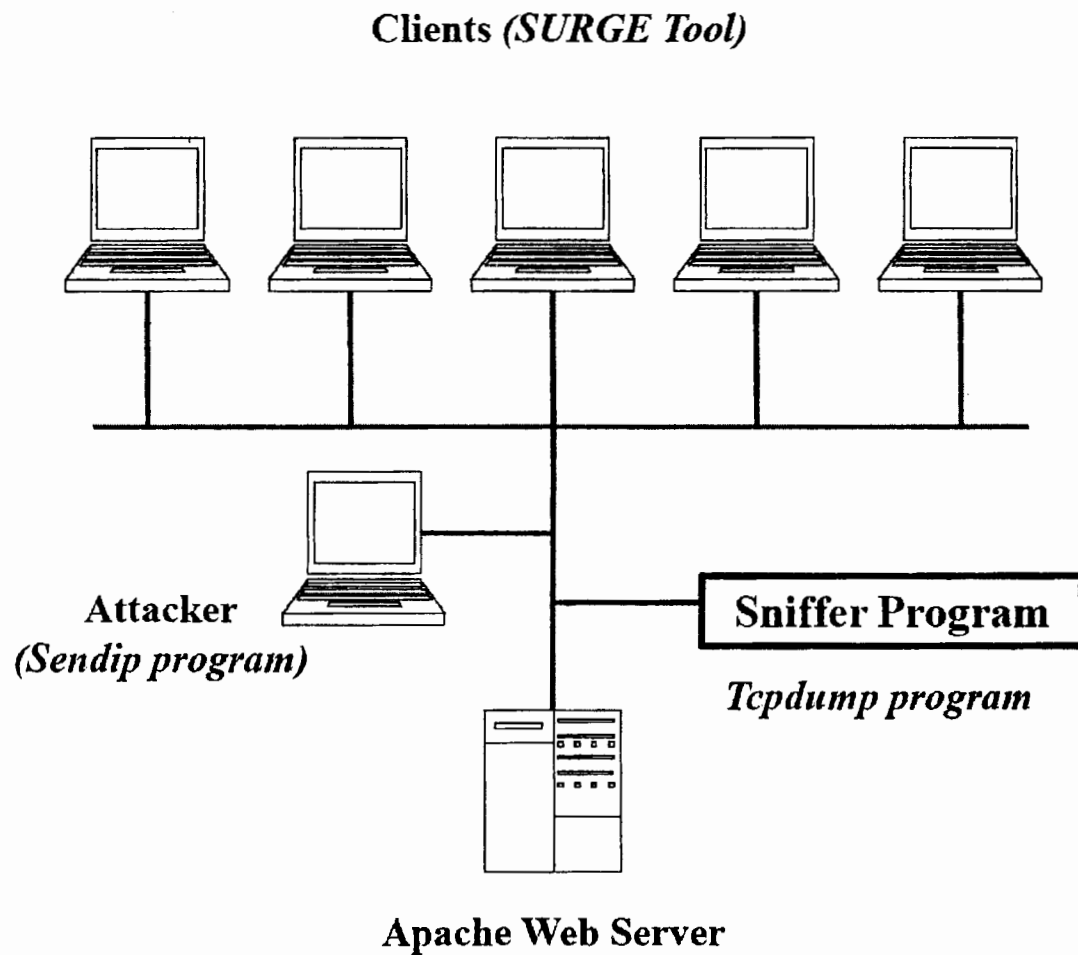 Clients (SURGE Tool)
Attacker
(Sendip program)
Sniffer Program
Tcpdump program
Apache Web Server